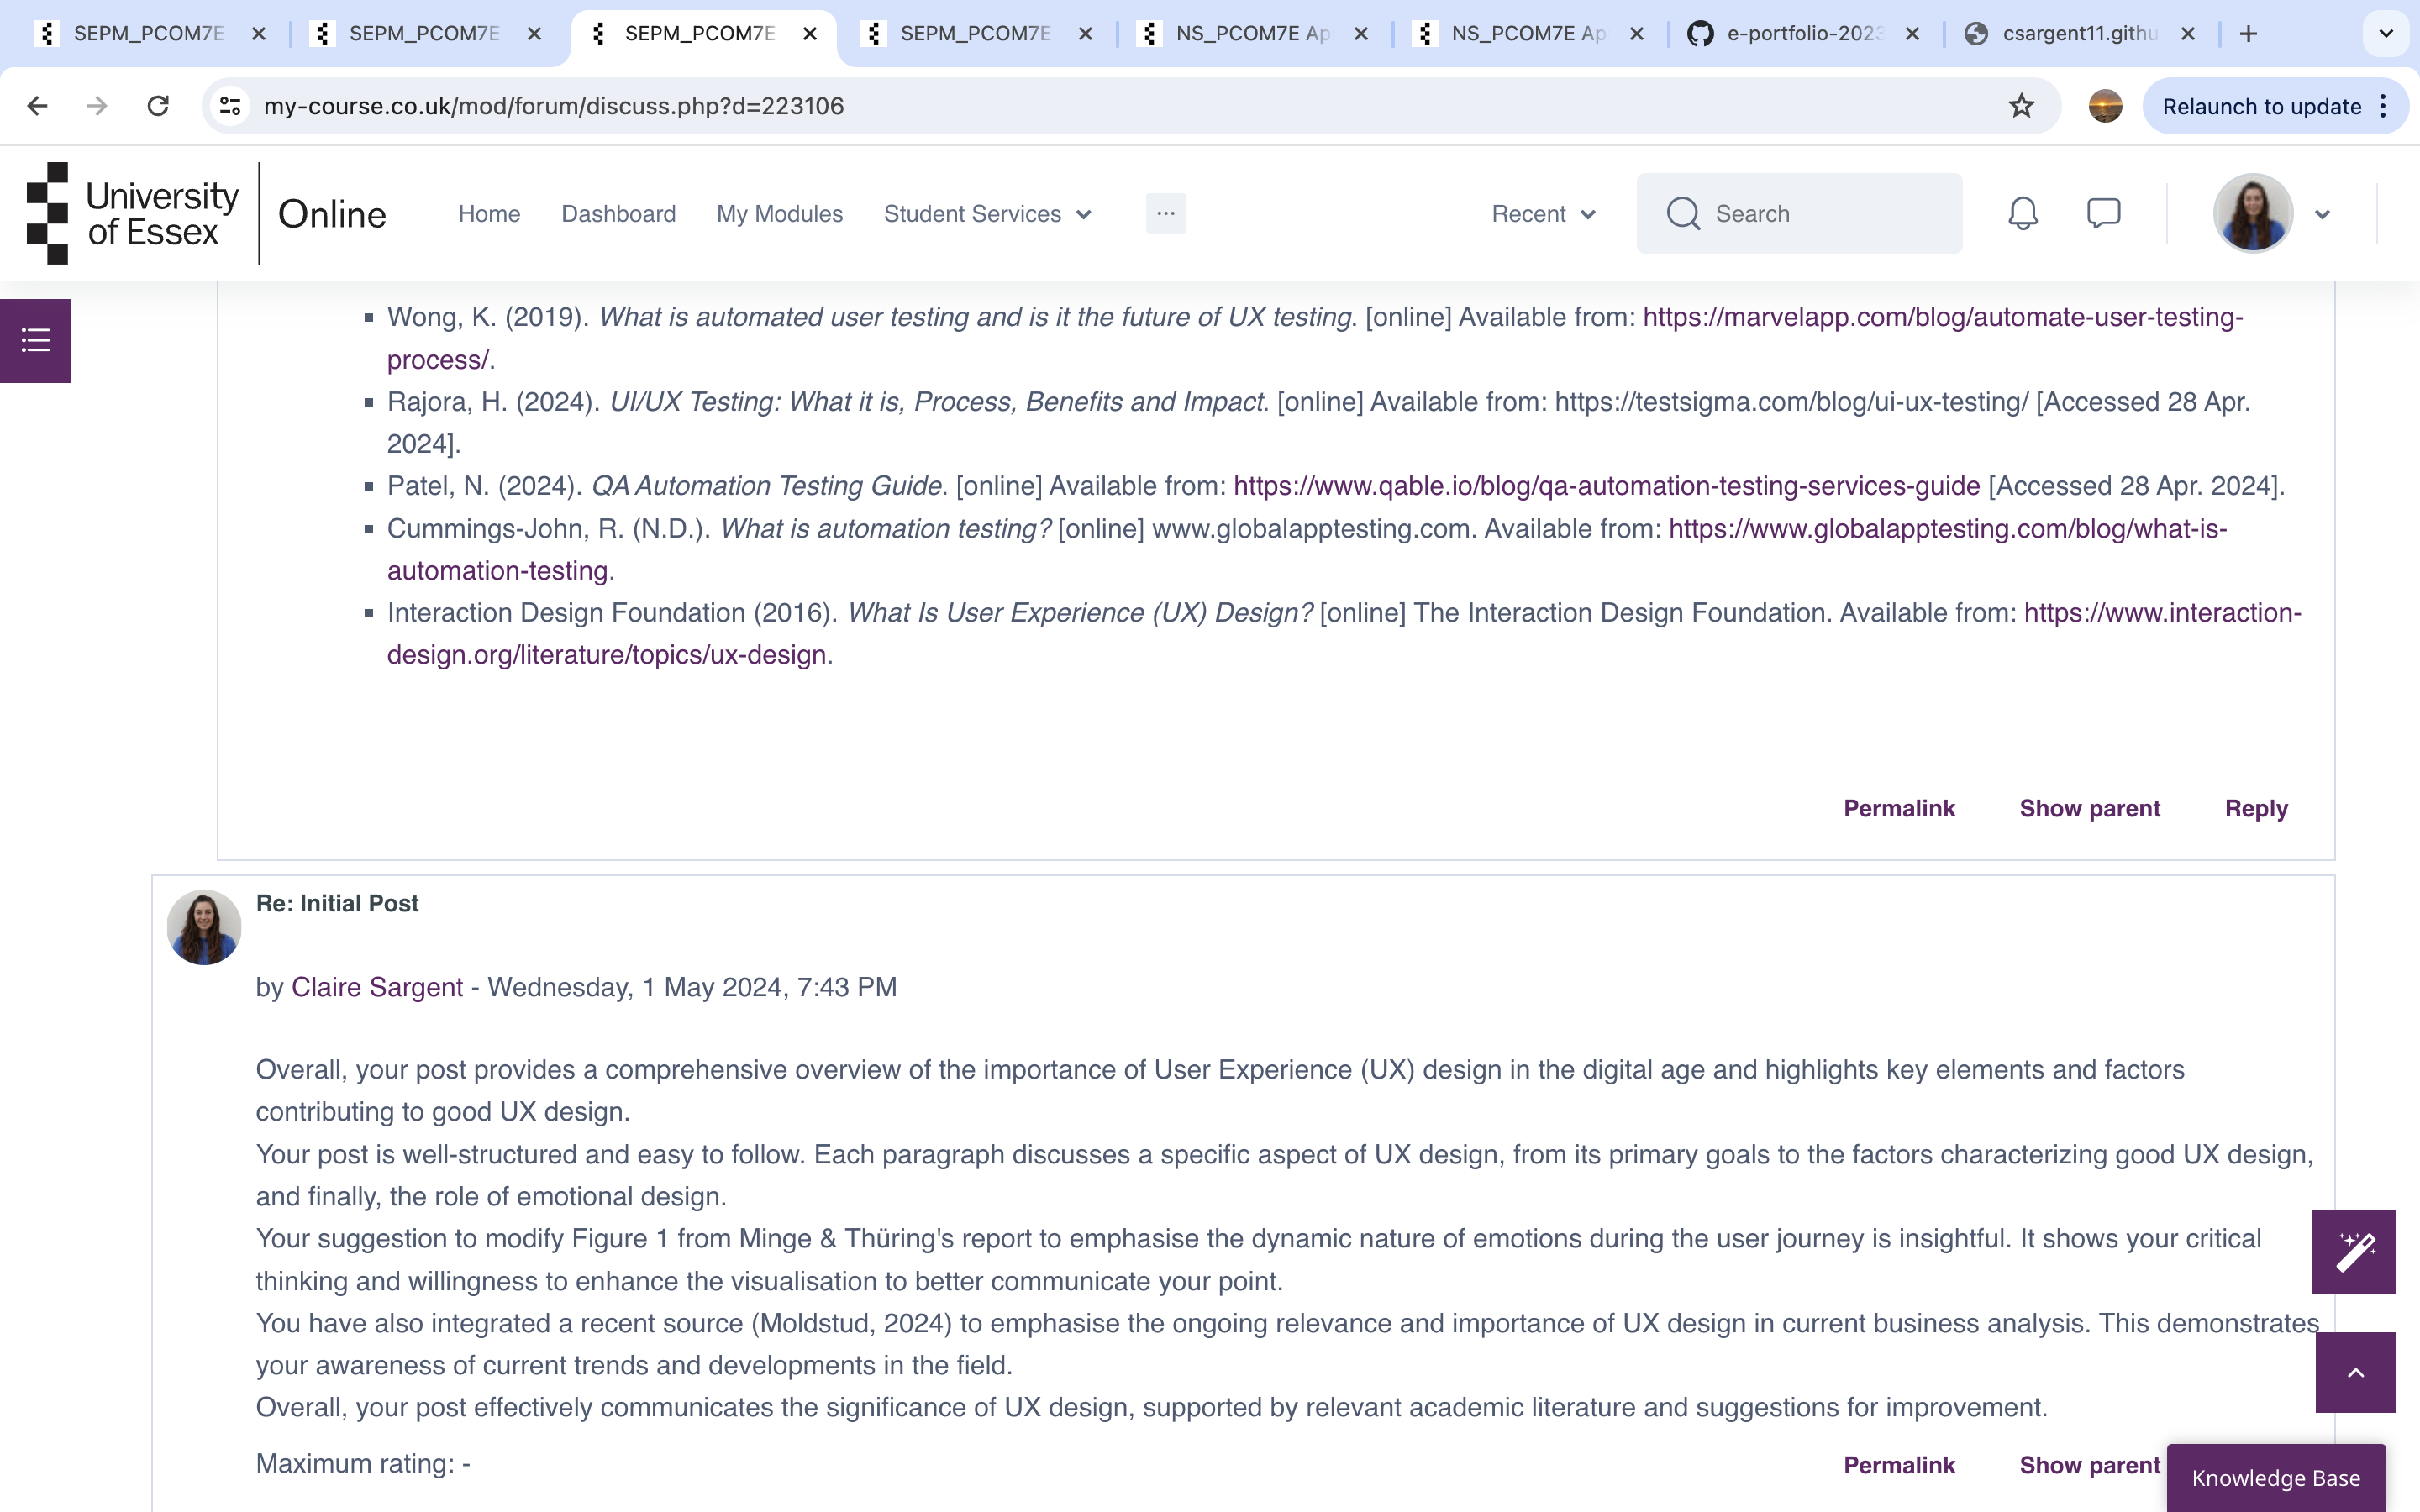 SEPM_PCOM7E
SEPM_PCOM7E
SEPM_PCOM7E
SEPM_PCOM7E
NS_PCOM7E Ap
NS_PCOM7E Ap
e-portfolio-2023
csargent11.githu
my-course.co.uk/mod/forum/discuss.php?d=223106
Relaunch to update
University
of Essex
Online
Home
Dashboard
My Modules
Student Services
...
Recent
Search
Wong, K. (2019). What is automated user testing and is it the future of UX testing. [online] Available from: https://marvelapp.com/blog/automate-user-testing-
process/.
Rajora, H. (2024). UI/UX Testing: What it is, Process, Benefits and Impact. [online] Available from: https://testsigma.com/blog/ui-ux-testing/ [Accessed 28 Apr.
2024].
Patel, N. (2024). QA Automation Testing Guide. [online] Available from: https://www.qable.io/blog/qa-automation-testing-services-guide [Accessed 28 Apr. 2024].
Cummings-John, R. (N.D.). What is automation testing? [online] www.globalapptesting.com. Available from: https://www.globalapptesting.com/blog/what-is-
automation-testing.
Interaction Design Foundation (2016). What Is User Experience (UX) Design? [online] The Interaction Design Foundation. Available from: https://www.interaction-
design.org/literature/topics/ux-design.
Permalink
Show parent
Reply
Re: Initial Post
by Claire Sargent - Wednesday, 1 May 2024, 7:43 PM
Overall, your post provides a comprehensive overview of the importance of User Experience (UX) design in the digital age and highlights key elements and factors
contributing to good UX design.
Your post is well-structured and easy to follow. Each paragraph discusses a specific aspect of UX design, from its primary goals to the factors characterizing good UX design,
and finally, the role of emotional design.
Your suggestion to modify Figure 1 from Minge & Thüring's report to emphasise the dynamic nature of emotions during the user journey is insightful. It shows your critical
thinking and willingness to enhance the visualisation to better communicate your point.
You have also integrated a recent source (Moldstud, 2024) to emphasise the ongoing relevance and importance of UX design in current business analysis. This demonstrates
your awareness of current trends and developments in the field.
Overall, your post effectively communicates the significance of UX design, supported by relevant academic literature and suggestions for improvement.
Maximum rating: -
Permalink
Show parent
Knowledge Base